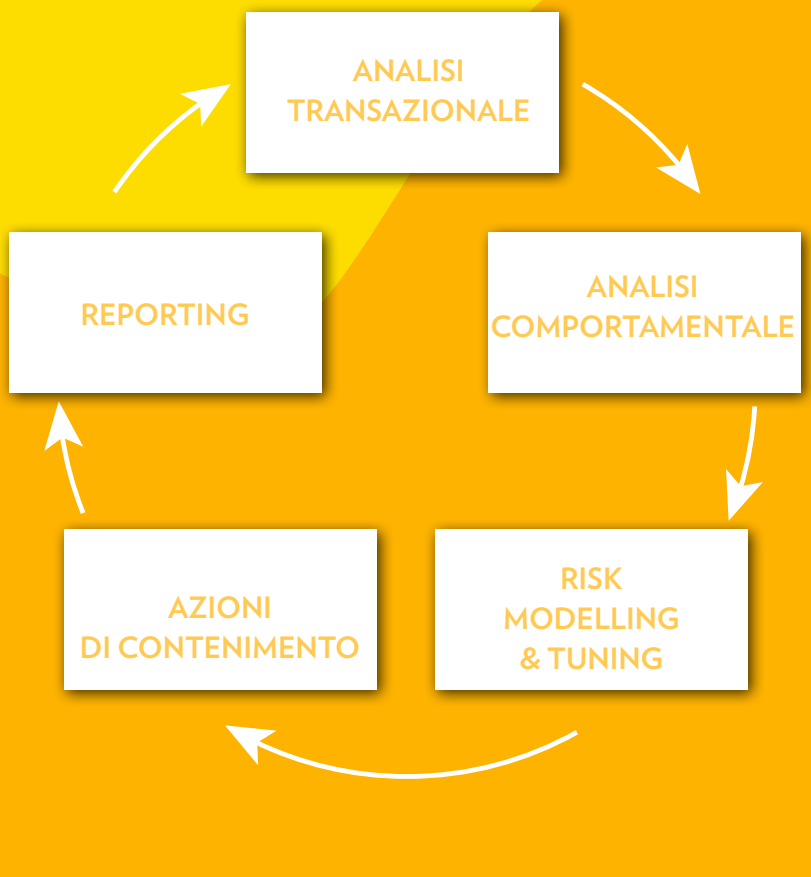 ANALISI
TRANSAZIONALE
ANALISI
COMPORTAMENTALE
RISK
MODELLING
& TUNING
AZIONI
DI CONTENIMENTO
REPORTING